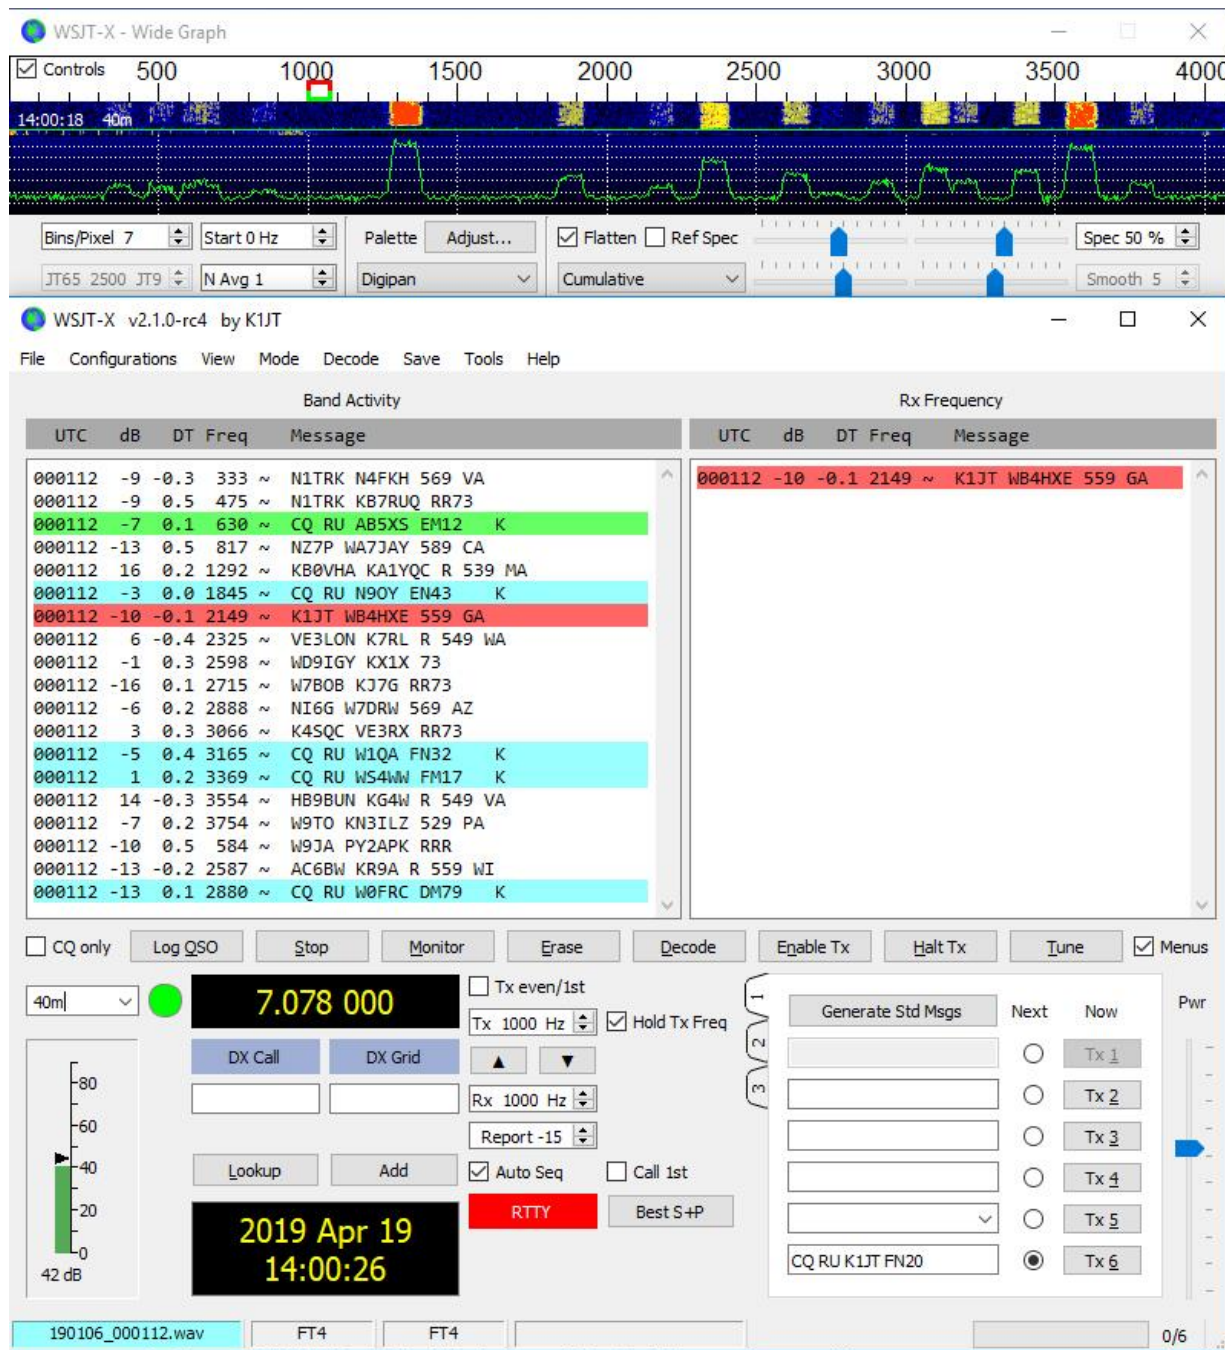 WSJT-X - Wide Graph
Controls 500 1000 1500 2000 2500 3000 3500 4000
14:00:18 40m
Bins/Pixel 7 Start 0 Hz Palette Adjust... Flatten Ref Spec Spec 50 %
JT65 2500 JT9 N Avg 1 Digipan Cumulative Smooth 5
WSJT-X v2.1.0-rc4 by K1JT
File Configurations View Mode Decode Save Tools Help
Band Activity
UTC dB DT Freq Message
000112 -9 -0.3 333 ~ N1TRK N4FKH 569 VA
000112 -9 0.5 475 ~ N1TRK KB7RUQ RR73
000112 -7 0.1 630 ~ CQ RU AB5XS EM12 K
000112 -13 0.5 817 ~ NZ7P WA7JAY 589 CA
000112 16 0.2 1292 ~ KB0VHA KA1YQC R 539 MA
000112 -3 0.0 1845 ~ CQ RU N9OY EN43 K
000112 -10 -0.1 2149 ~ K1JT WB4HXE 559 GA
000112 6 -0.4 2325 ~ VE3LON K7RL R 549 WA
000112 -1 0.3 2598 ~ WD9IGY KX1X 73
000112 -16 0.1 2715 ~ W7BOB KJ7G RR73
000112 -6 0.2 2888 ~ NI6G W7DRW 569 AZ
000112 3 0.3 3066 ~ K4SQC VE3RX RR73
000112 -5 0.4 3165 ~ CQ RU W1QA FN32 K
000112 1 0.2 3369 ~ CQ RU WS4WW FM17 K
000112 14 -0.3 3554 ~ HB9BUN KG4W R 549 VA
000112 -7 0.2 3754 ~ W9TO KN3ILZ 529 PA
000112 -10 0.5 584 ~ W9JA PY2APK RRR
000112 -13 -0.2 2587 ~ AC6BW KR9A R 559 WI
000112 -13 0.1 2880 ~ CQ RU W0FRC DM79 K
Rx Frequency
UTC dB DT Freq Message
000112 -10 -0.1 2149 ~ K1JT WB4HXE 559 GA
CQ only Log QSO Stop Monitor Erase Decode Enable Tx Halt Tx Tune Menus
40m 7.078 000
DX Call DX Grid
Lookup Add
2019 Apr 19
14:00:26
80
60
40
20
0
42 dB
Tx even/1st
Tx 1000 Hz Hold Tx Freq
▲ ▼
Rx 1000 Hz
Report -15
Auto Seq Call 1st
RTTY Best S+P
1
2
3
Generate Std Msgs Next Now
Tx 1
Tx 2
Tx 3
Tx 4
Tx 5
CQ RU K1JT FN20 Tx 6
Pwr
190106_000112.wav FT4 FT4 0/6